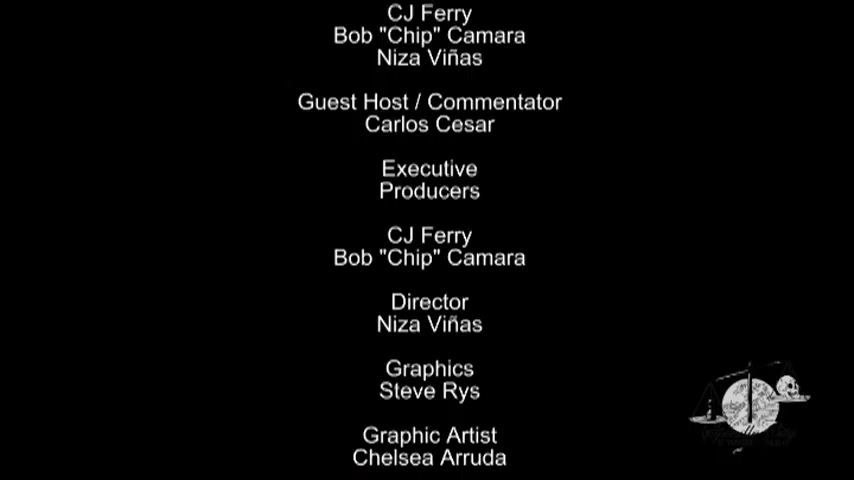 CJ Ferry
Bob "Chip" Camara
Niza Viñas
Guest Host / Commentator
Carlos Cesar
Executive
Producers
CJ Ferry
Bob "Chip" Camara
Director
Niza Viñas
Graphics
Steve Rys
Graphic Artist
Chelsea Arruda